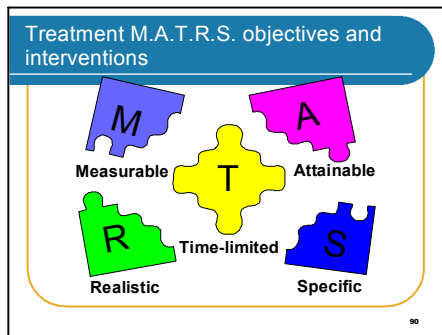 Treatment M.A.T.R.S. objectives and
interventions
M
A
Measurable
T
Attainable
R
Time-limited
S
Realistic
Specific
90